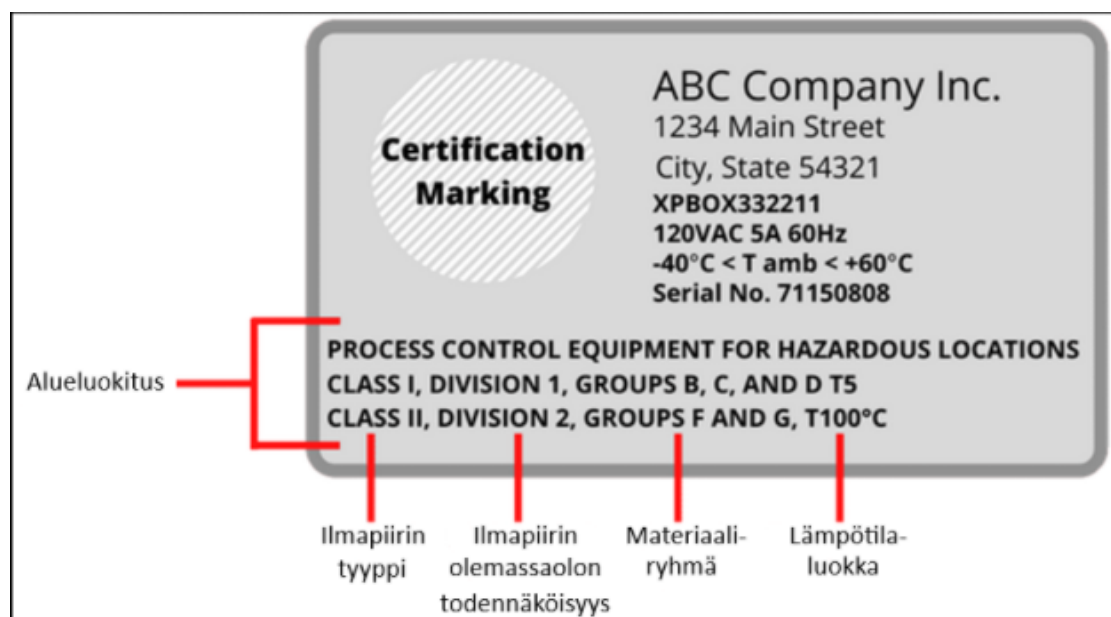 Certification
Marking
ABC Company Inc.
1234 Main Street
City, State 54321
XPBOX332211
120VAC 5A 60Hz
-40°C < T amb < +60°C
Serial No. 71150808
Alueluokitus
PROCESS CONTROL EQUIPMENT FOR HAZARDOUS LOCATIONS
CLASS I, DIVISION 1, GROUPS B, C, AND D T5
CLASS II, DIVISION 2, GROUPS F AND G, T100°C
Ilmapiirin
tyyppi
Ilmapiirin
olemassaolon
todennäköisyys
Materiaali-
ryhmä
Lämpötila-
luokka